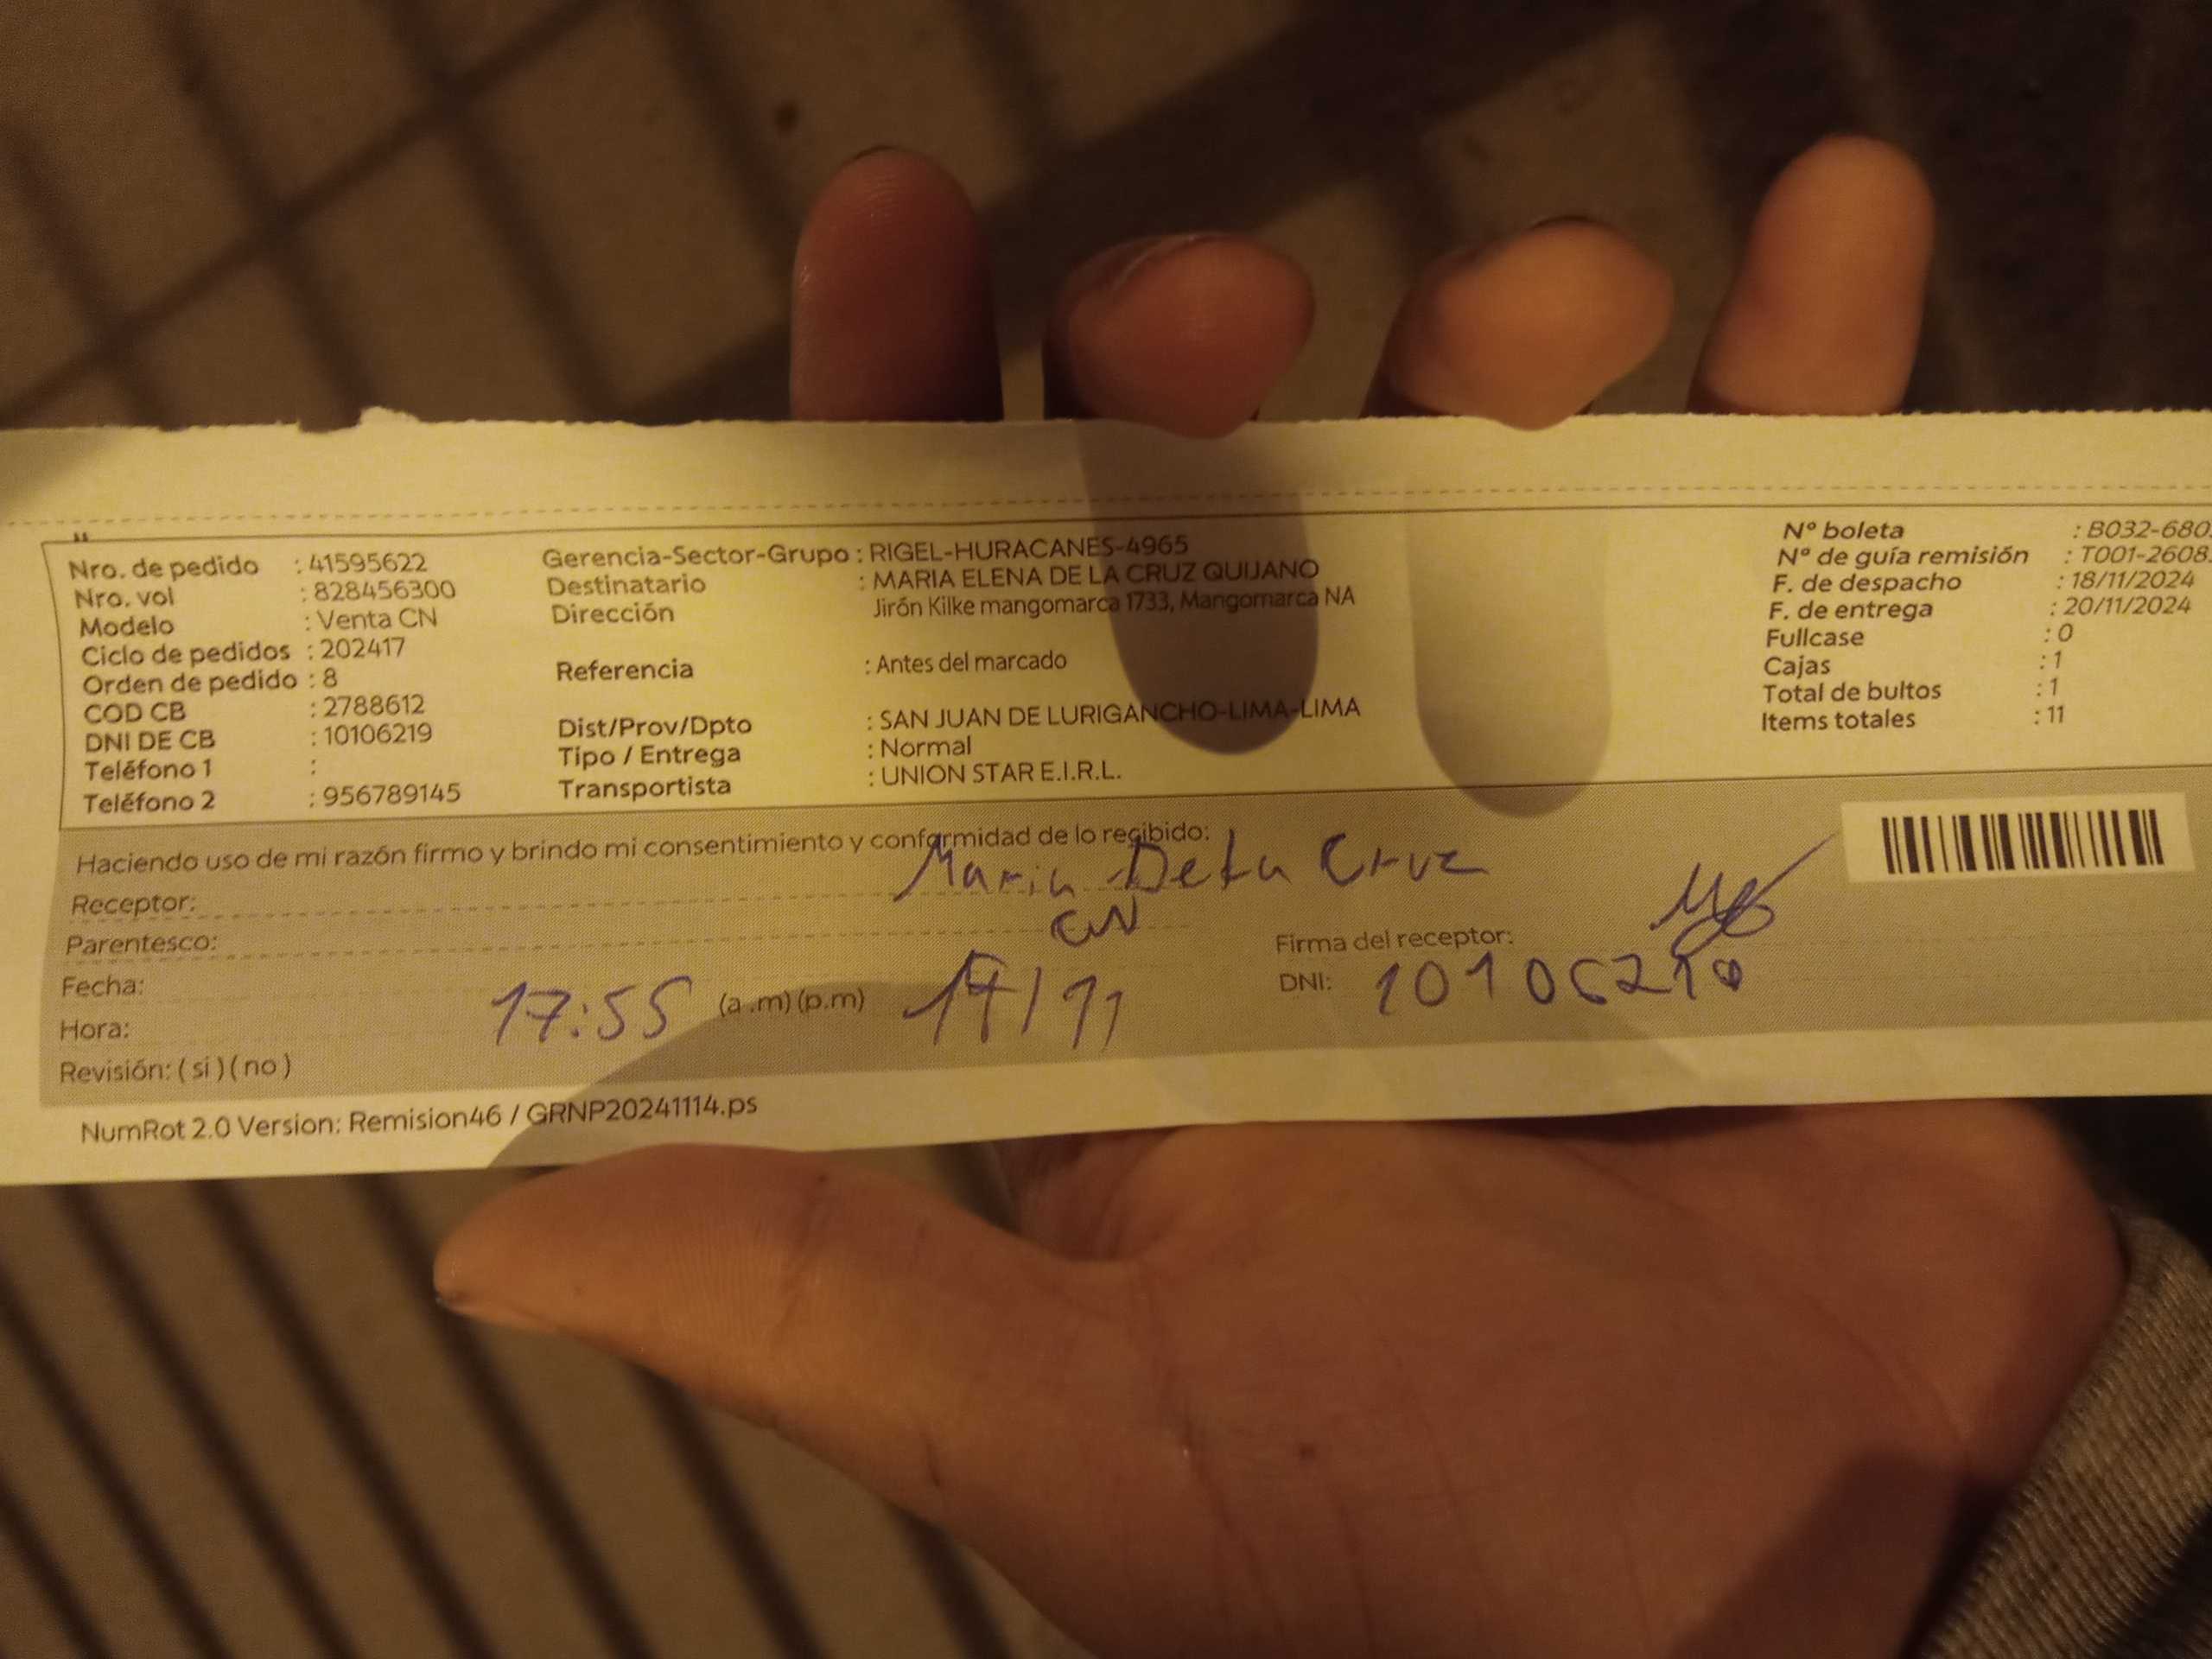 Nro. de pedido : 41595622
Nro. vol : 828456300
Modelo : Venta CN
Ciclo de pedidos : 202417
Orden de pedido : 8
COD CB : 2788612
DNI DE CB : 10106219
Teléfono 1 :
Teléfono 2 : 956789145
Gerencia-Sector-Grupo : RIGEL-HURACANES-4965
Destinatario : MARIA ELENA DE LA CRUZ QUIJANO
Dirección Jirón Kilke mangomarca 1733, Mangomarca NA
Referencia : Antes del marcado
Dist/Prov/Dpto : SAN JUAN DE LURIGANCHO-LIMA-LIMA
Tipo / Entrega : Normal
Transportista : UNION STAR E.I.R.L.
Nº boleta : B032-680
Nº de guía remisión : T001-2608
F. de despacho : 18/11/2024
F. de entrega : 20/11/2024
Fullcase : 0
Cajas : 1
Total de bultos : 1
Items totales : 11
Haciendo uso de mi razón firmo y brindo mi consentimiento y conformidad de lo recibido:
Receptor: Maria De La Cruz
Parentesco: CN
Fecha:
Hora: 17:55 (a .m) (p.m)
Revisión: ( si ) ( no )
Firma del receptor:
DNI:
NumRot 2.0 Version: Remision46 / GRNP20241114.ps